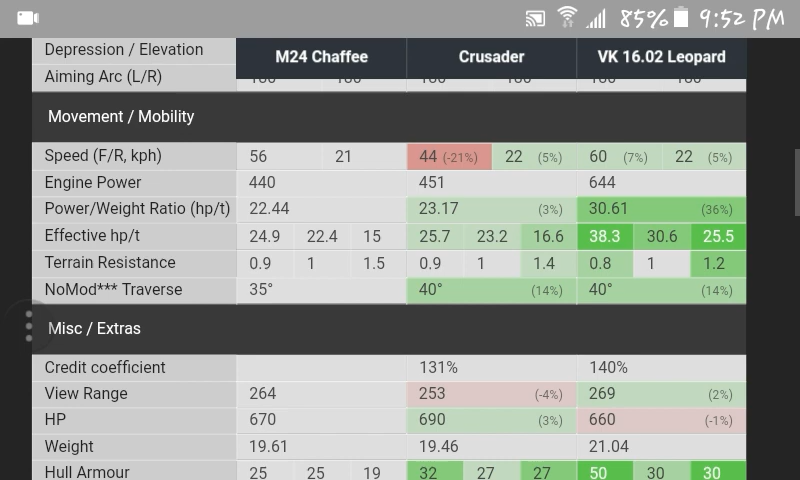 85% 9:52 PM
Depression / Elevation M24 Chaffee Crusader VK 16.02 Leopard
Aiming Arc (L/R) 180 180 180 180 180 180
Movement / Mobility
Speed (F/R, kph) 56 21 44 (-21%) 22 (5%) 60 (7%) 22 (5%)
Engine Power 440 451 644
Power/Weight Ratio (hp/t) 22.44 23.17 (3%) 30.61 (36%)
Effective hp/t 24.9 22.4 15 25.7 23.2 16.6 38.3 30.6 25.5
Terrain Resistance 0.9 1 1.5 0.9 1 1.4 0.8 1 1.2
NoMod*** Traverse 35° 40° (14%) 40° (14%)
Misc / Extras
Credit coefficient 131% 140%
View Range 264 253 (-4%) 269 (2%)
HP 670 690 (3%) 660 (-1%)
Weight 19.61 19.46 21.04
Hull Armour 25 25 19 32 27 27 50 30 30